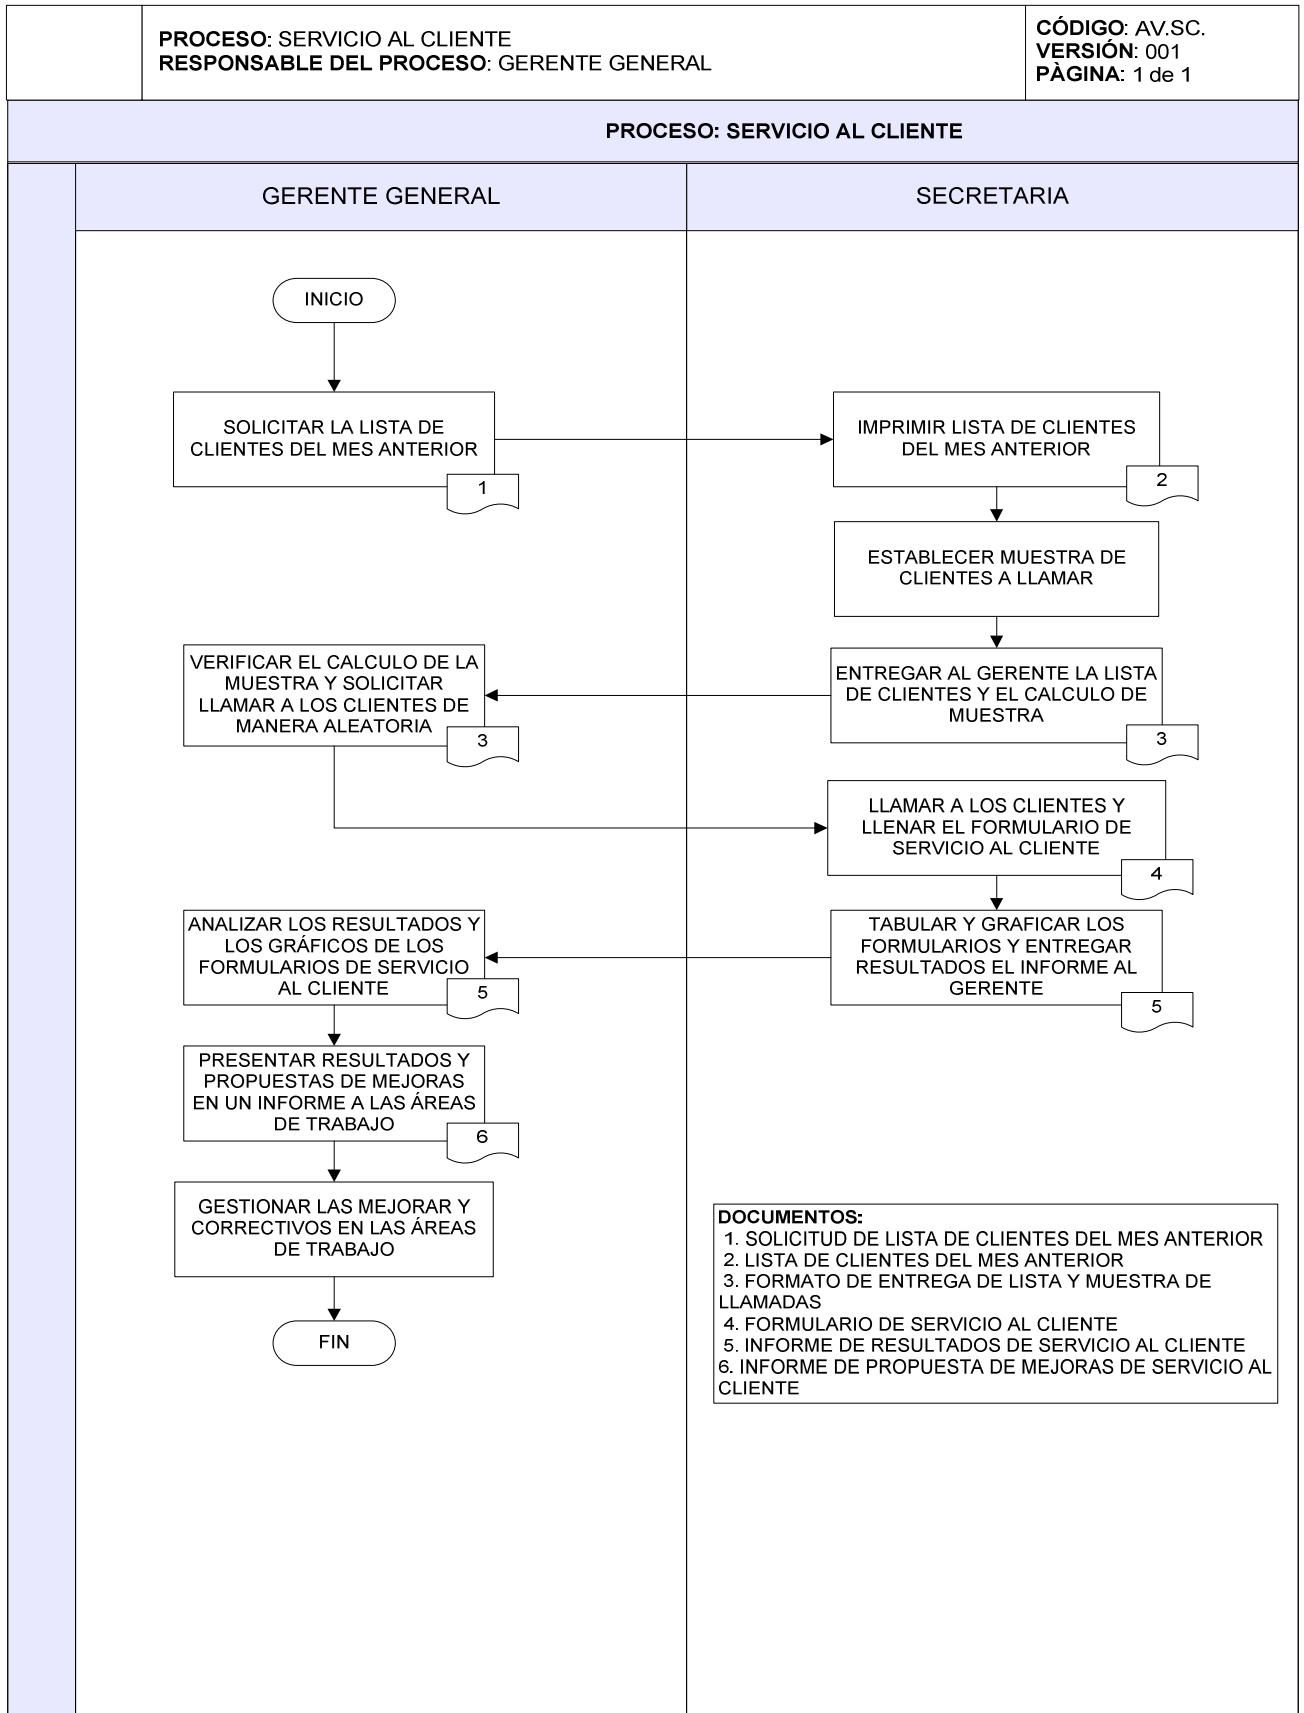 PROCESO: SERVICIO AL CLIENTE
RESPONSABLE DEL PROCESO: GERENTE GENERAL
CÓDIGO: AV.SC.
VERSIÓN: 001
PÀGINA: 1 de 1
PROCESO: SERVICIO AL CLIENTE
GERENTE GENERAL
SECRETARIA
INICIO
SOLICITAR LA LISTA DE
CLIENTES DEL MES ANTERIOR
1
IMPRIMIR LISTA DE CLIENTES
DEL MES ANTERIOR
2
ESTABLECER MUESTRA DE
CLIENTES A LLAMAR
ENTREGAR AL GERENTE LA LISTA
DE CLIENTES Y EL CALCULO DE
MUESTRA
3
VERIFICAR EL CALCULO DE LA
MUESTRA Y SOLICITAR
LLAMAR A LOS CLIENTES DE
MANERA ALEATORIA
3
LLAMAR A LOS CLIENTES Y
LLENAR EL FORMULARIO DE
SERVICIO AL CLIENTE
4
TABULAR Y GRAFICAR LOS
FORMULARIOS Y ENTREGAR
RESULTADOS EL INFORME AL
GERENTE
5
ANALIZAR LOS RESULTADOS Y
LOS GRÁFICOS DE LOS
FORMULARIOS DE SERVICIO
AL CLIENTE
5
PRESENTAR RESULTADOS Y
PROPUESTAS DE MEJORAS
EN UN INFORME A LAS ÁREAS
DE TRABAJO
6
GESTIONAR LAS MEJORAR Y
CORRECTIVOS EN LAS ÁREAS
DE TRABAJO
FIN
DOCUMENTOS:
1. SOLICITUD DE LISTA DE CLIENTES DEL MES ANTERIOR
2. LISTA DE CLIENTES DEL MES ANTERIOR
3. FORMATO DE ENTREGA DE LISTA Y MUESTRA DE
LLAMADAS
4. FORMULARIO DE SERVICIO AL CLIENTE
5. INFORME DE RESULTADOS DE SERVICIO AL CLIENTE
6. INFORME DE PROPUESTA DE MEJORAS DE SERVICIO AL
CLIENTE